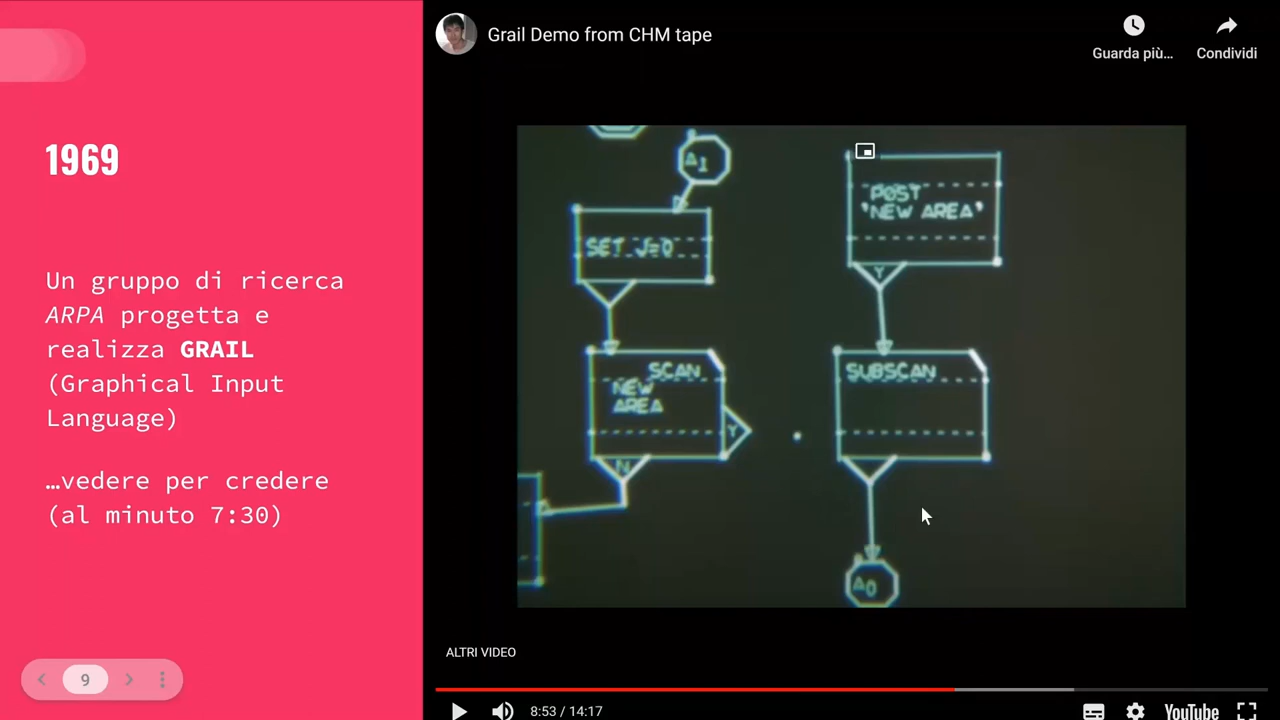 1969
Un gruppo di ricerca
ARPA progetta e
realizza GRAIL
(Graphical Input
Language)
…vedere per credere
(al minuto 7:30)
9
Grail Demo from CHM tape
Guarda più...
Condividi
1
SET J=0
SCAN
NEW
AREA
Y
N
POST
'NEW AREA'
Y
SUBSCAN
0
ALTRI VIDEO
8:53 / 14:17
YouTube